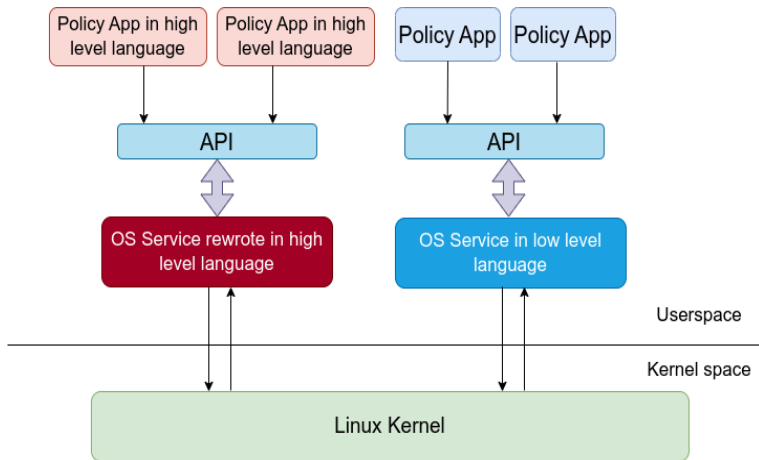 Policy App in high
level language
Policy App in high
level language
Policy App
Policy App
API
API
OS Service rewrote in high
level language
OS Service in low level
language
Userspace
Kernel space
Linux Kernel